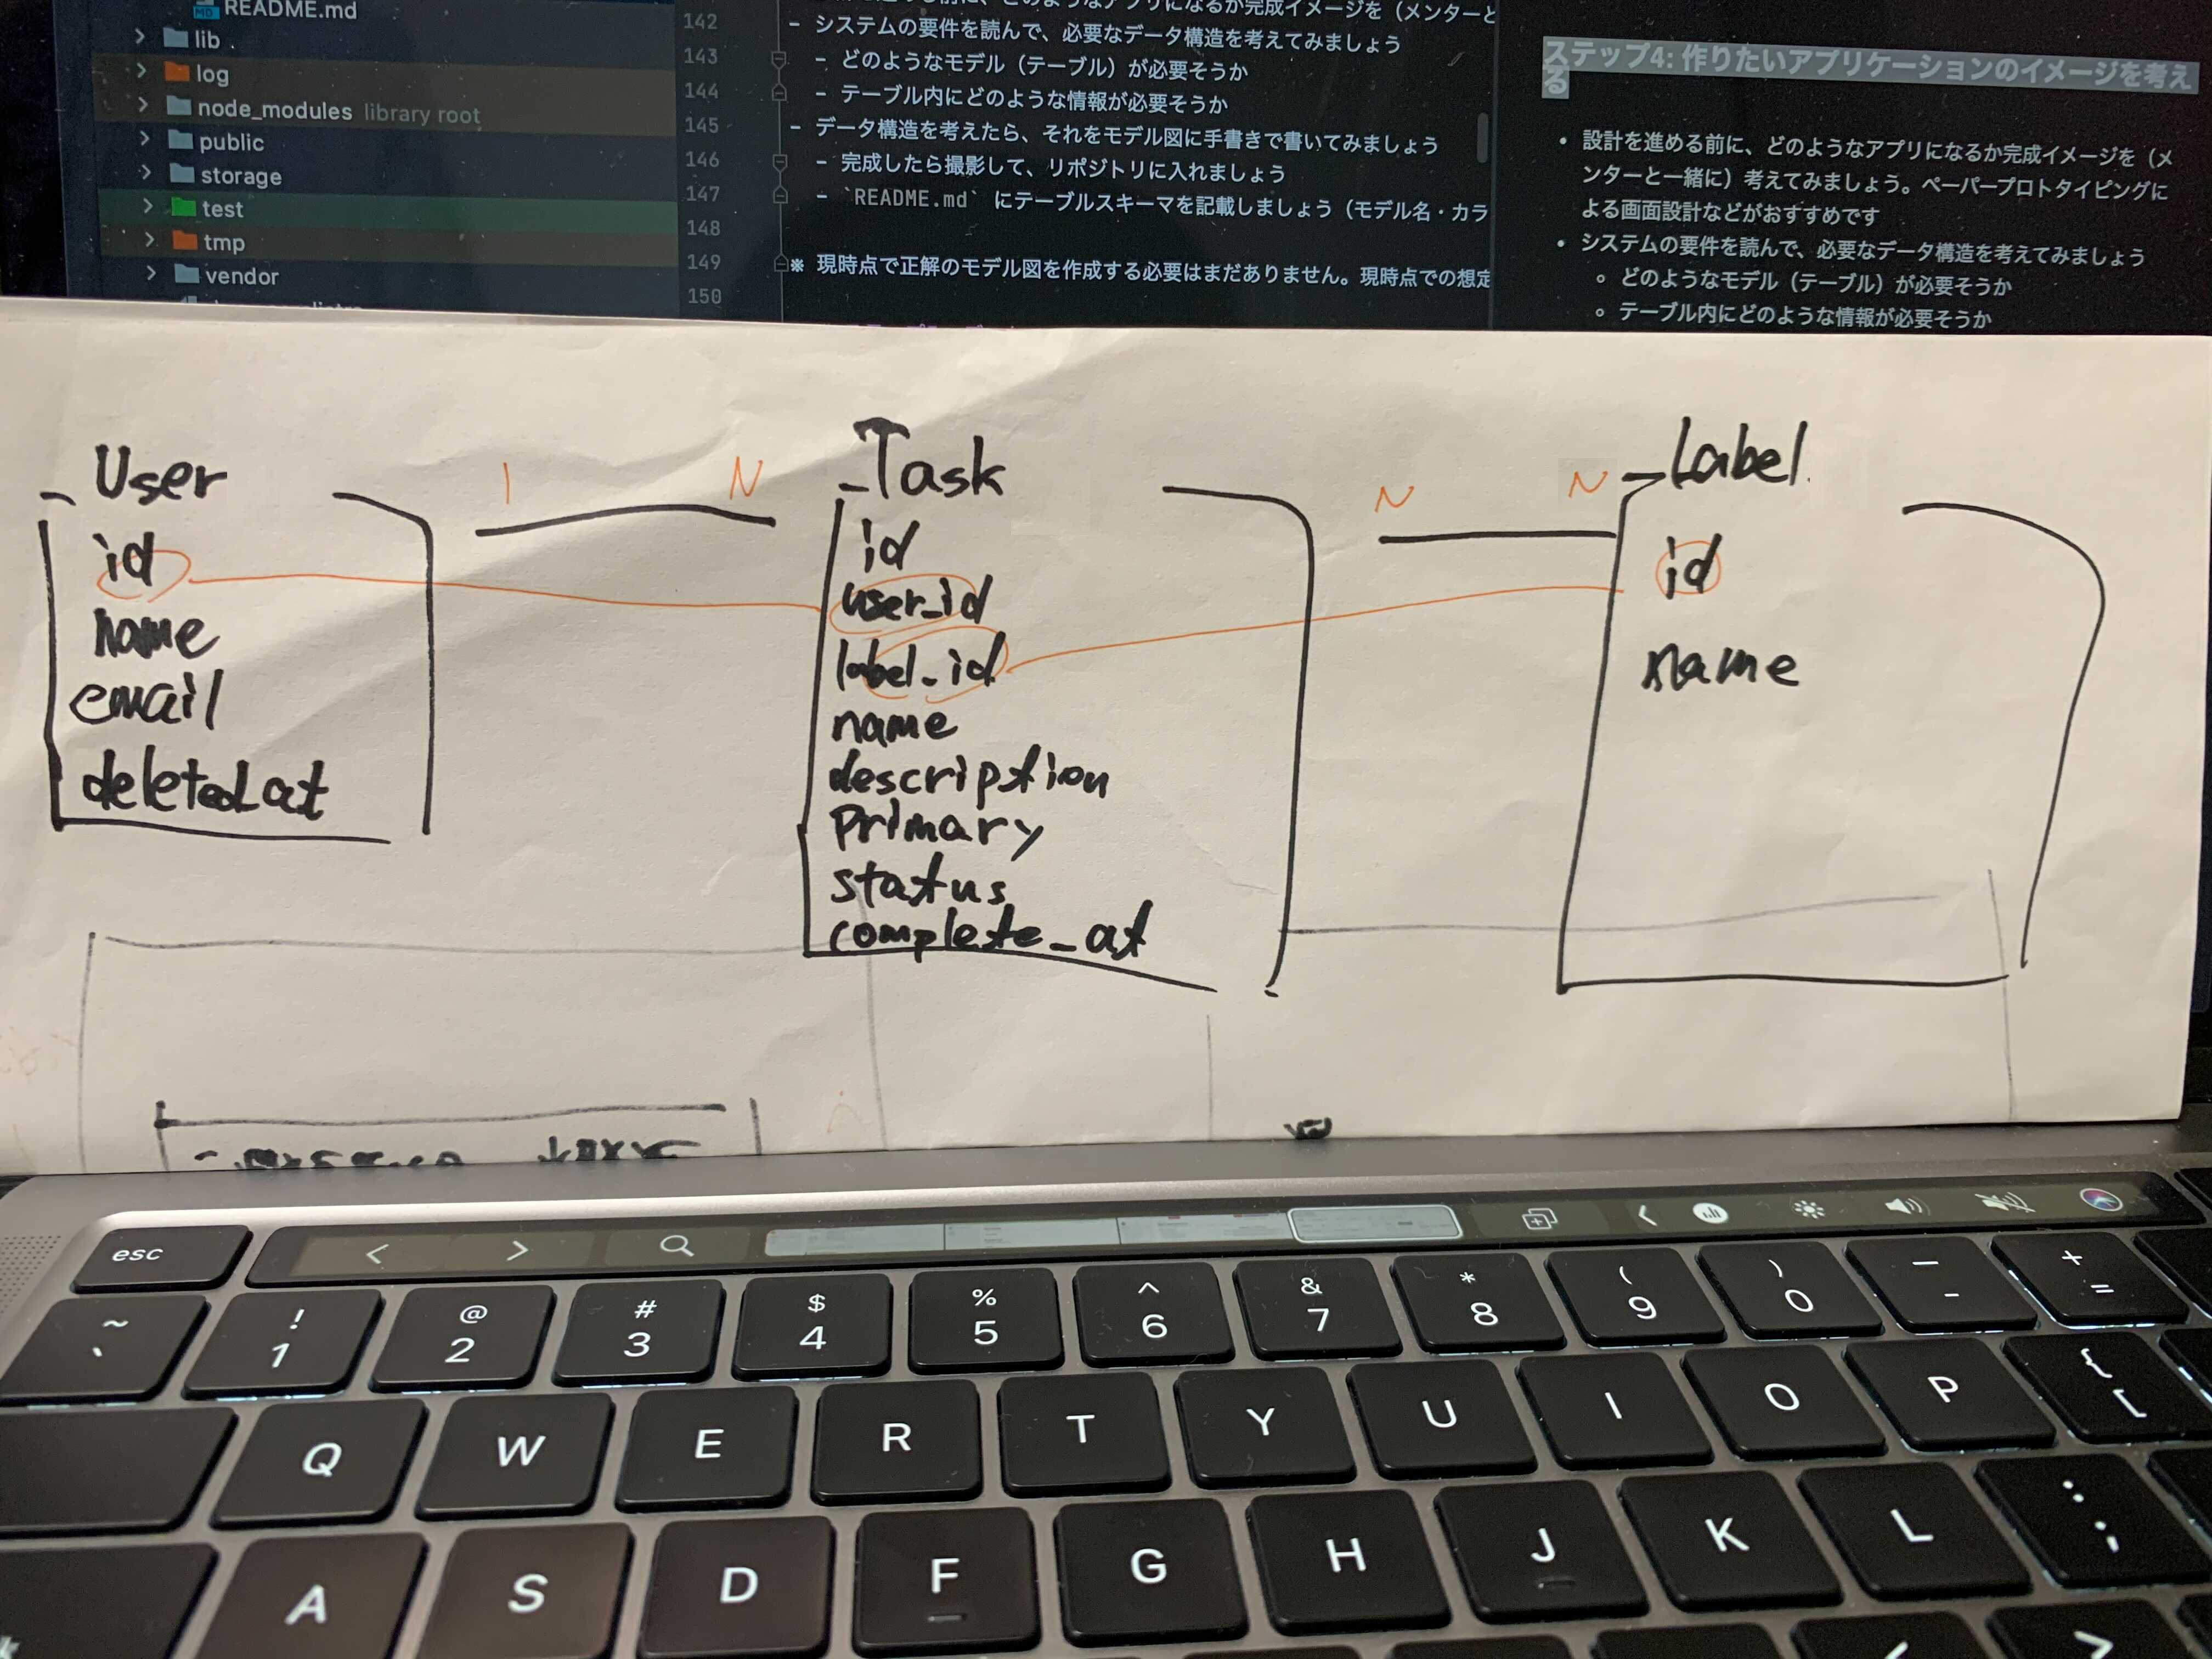 README.md
lib
log
node_modules library root
public
storage
test
tmp
vendor
142
- システムの要件を読んで、必要なデータ構造を考えてみましょう
143
- どのようなモデル（テーブル）が必要そうか
144
- テーブル内にどのような情報が必要そうか
145
- データ構造を考えたら、それをモデル図に手書きで書いてみましょう
146
- 完成したら撮影して、リポジトリに入れましょう
147
- `README.md` にテーブルスキーマを記載しましょう（モデル名・カラ
148
149
※ 現時点で正解のモデル図を作成する必要はまだありません。現時点での想定
150
ステップ4: 作りたいアプリケーションのイメージを考え
る
• 設計を進める前に、どのようなアプリになるか完成イメージを（メ
ンターと一緒に）考えてみましょう。ペーパープロトタイピングに
よる画面設計などがおすすめです
• システムの要件を読んで、必要なデータ構造を考えてみましょう
◦ どのようなモデル（テーブル）が必要そうか
◦ テーブル内にどのような情報が必要そうか
User
id
name
email
deleted_at
1 N
Task
id
user_id
label_id
name
description
primary
status
complete_at
N N
Label
id
name
esc
~ ` ! 1 @ 2 # 3 $ 4 % 5 ^ 6 & 7 * 8 ( 9 ) 0 — - + =
Q W E R T Y U I O P { [
A S D F G H J K L : ;
< >